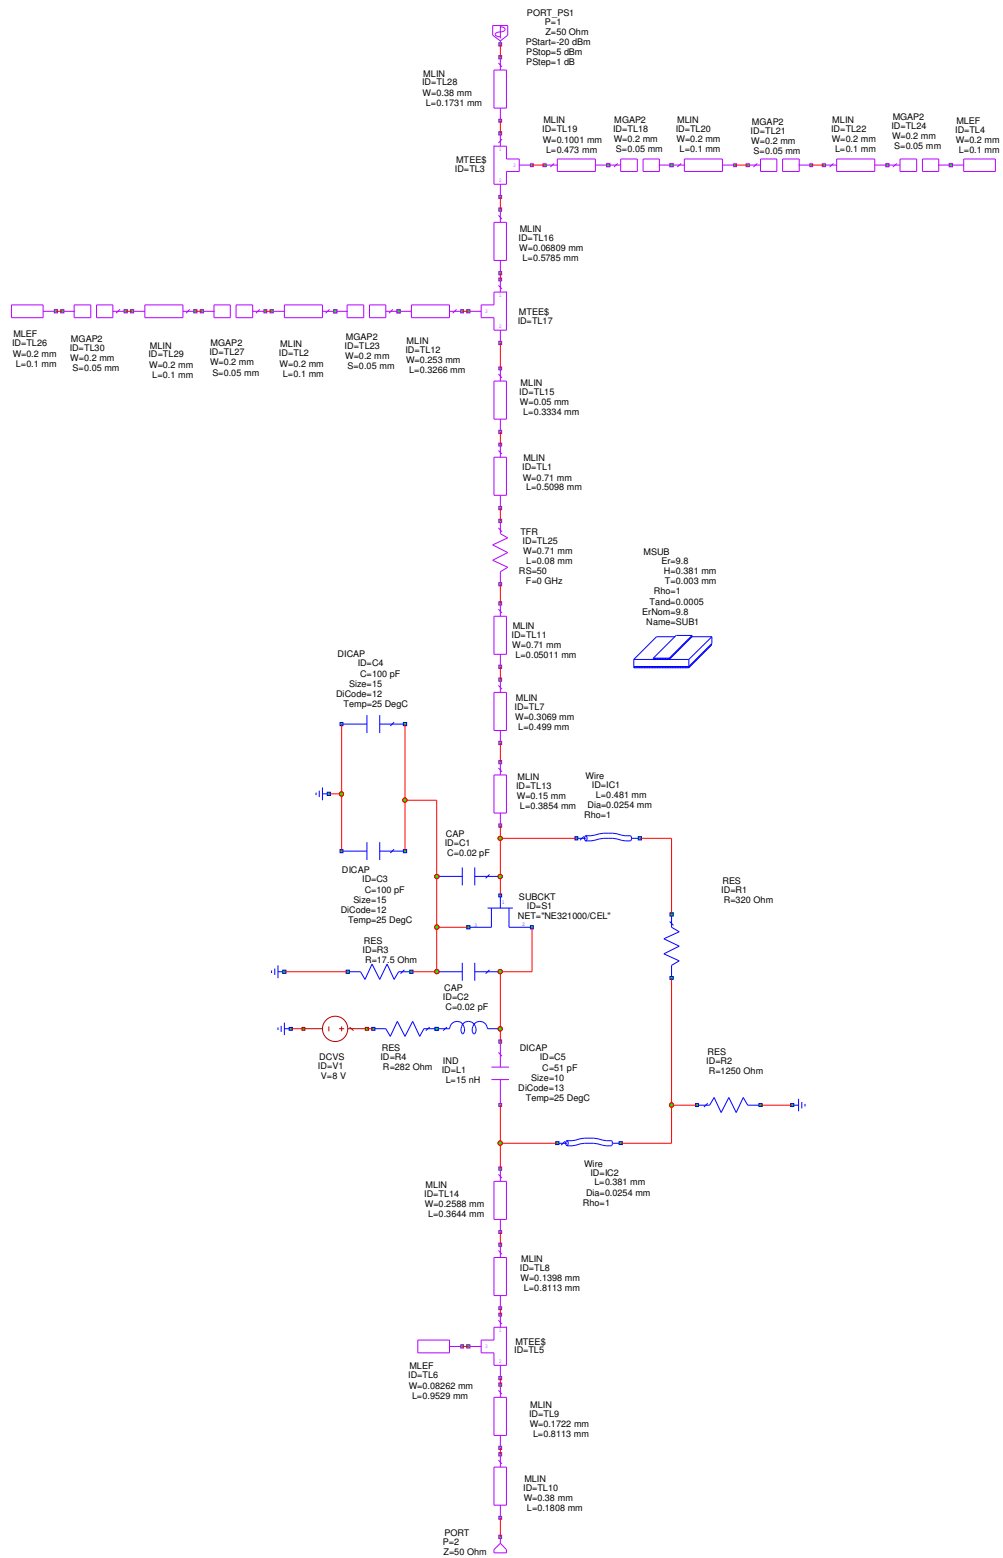 PORT_PS1
P=1
Z=50 Ohm
PStart=-20 dBm
PStop=5 dBm
PStep=1 dB
MLIN
ID=TL28
W=0.38 mm
L=0.1731 mm
MLIN
ID=TL19
W=0.1001 mm
L=0.473 mm
MGAP2
ID=TL18
W=0.2 mm
S=0.05 mm
MLIN
ID=TL20
W=0.2 mm
L=0.1 mm
MGAP2
ID=TL21
W=0.2 mm
S=0.05 mm
MLIN
ID=TL22
W=0.2 mm
L=0.1 mm
MGAP2
ID=TL24
W=0.2 mm
S=0.05 mm
MLEF
ID=TL4
W=0.2 mm
L=0.1 mm
MTEE$
ID=TL3
MLIN
ID=TL16
W=0.06809 mm
L=0.5785 mm
MTEE$
ID=TL17
MLEF
ID=TL26
W=0.2 mm
L=0.1 mm
MGAP2
ID=TL30
W=0.2 mm
S=0.05 mm
MLIN
ID=TL29
W=0.2 mm
L=0.1 mm
MGAP2
ID=TL27
W=0.2 mm
S=0.05 mm
MLIN
ID=TL2
W=0.2 mm
L=0.1 mm
MGAP2
ID=TL23
W=0.2 mm
S=0.05 mm
MLIN
ID=TL12
W=0.253 mm
L=0.3266 mm
MLIN
ID=TL15
W=0.05 mm
L=0.3334 mm
MLIN
ID=TL1
W=0.71 mm
L=0.5098 mm
TFR
ID=TL25
W=0.71 mm
L=0.08 mm
RS=50
F=0 GHz
MSUB
Er=9.8
H=0.381 mm
T=0.003 mm
Rho=1
Tand=0.0005
ErNom=9.8
Name=SUB1
MLIN
ID=TL11
W=0.71 mm
L=0.05011 mm
DICAP
ID=C4
C=100 pF
Size=15
DiCode=12
Temp=25 DegC
MLIN
ID=TL7
W=0.3069 mm
L=0.499 mm
MLIN
ID=TL13
W=0.15 mm
L=0.3854 mm
Wire
ID=IC1
L=0.481 mm
Dia=0.0254 mm
Rho=1
CAP
ID=C1
C=0.02 pF
DICAP
ID=C3
C=100 pF
Size=15
DiCode=12
Temp=25 DegC
SUBCKT
ID=S1
NET="NE321000/CEL"
RES
ID=R1
R=320 Ohm
RES
ID=R3
R=17.5 Ohm
CAP
ID=C2
C=0.02 pF
DCVS
ID=V1
V=8 V
RES
ID=R4
R=282 Ohm
IND
ID=L1
L=15 nH
DICAP
ID=C5
C=51 pF
Size=10
DiCode=13
Temp=25 DegC
RES
ID=R2
R=1250 Ohm
Wire
ID=IC2
L=0.381 mm
Dia=0.0254 mm
Rho=1
MLIN
ID=TL14
W=0.2588 mm
L=0.3644 mm
MLIN
ID=TL8
W=0.1398 mm
L=0.8113 mm
MTEE$
ID=TL5
MLEF
ID=TL6
W=0.08262 mm
L=0.9529 mm
MLIN
ID=TL9
W=0.1722 mm
L=0.8113 mm
MLIN
ID=TL10
W=0.38 mm
L=0.1808 mm
PORT
P=2
Z=50 Ohm